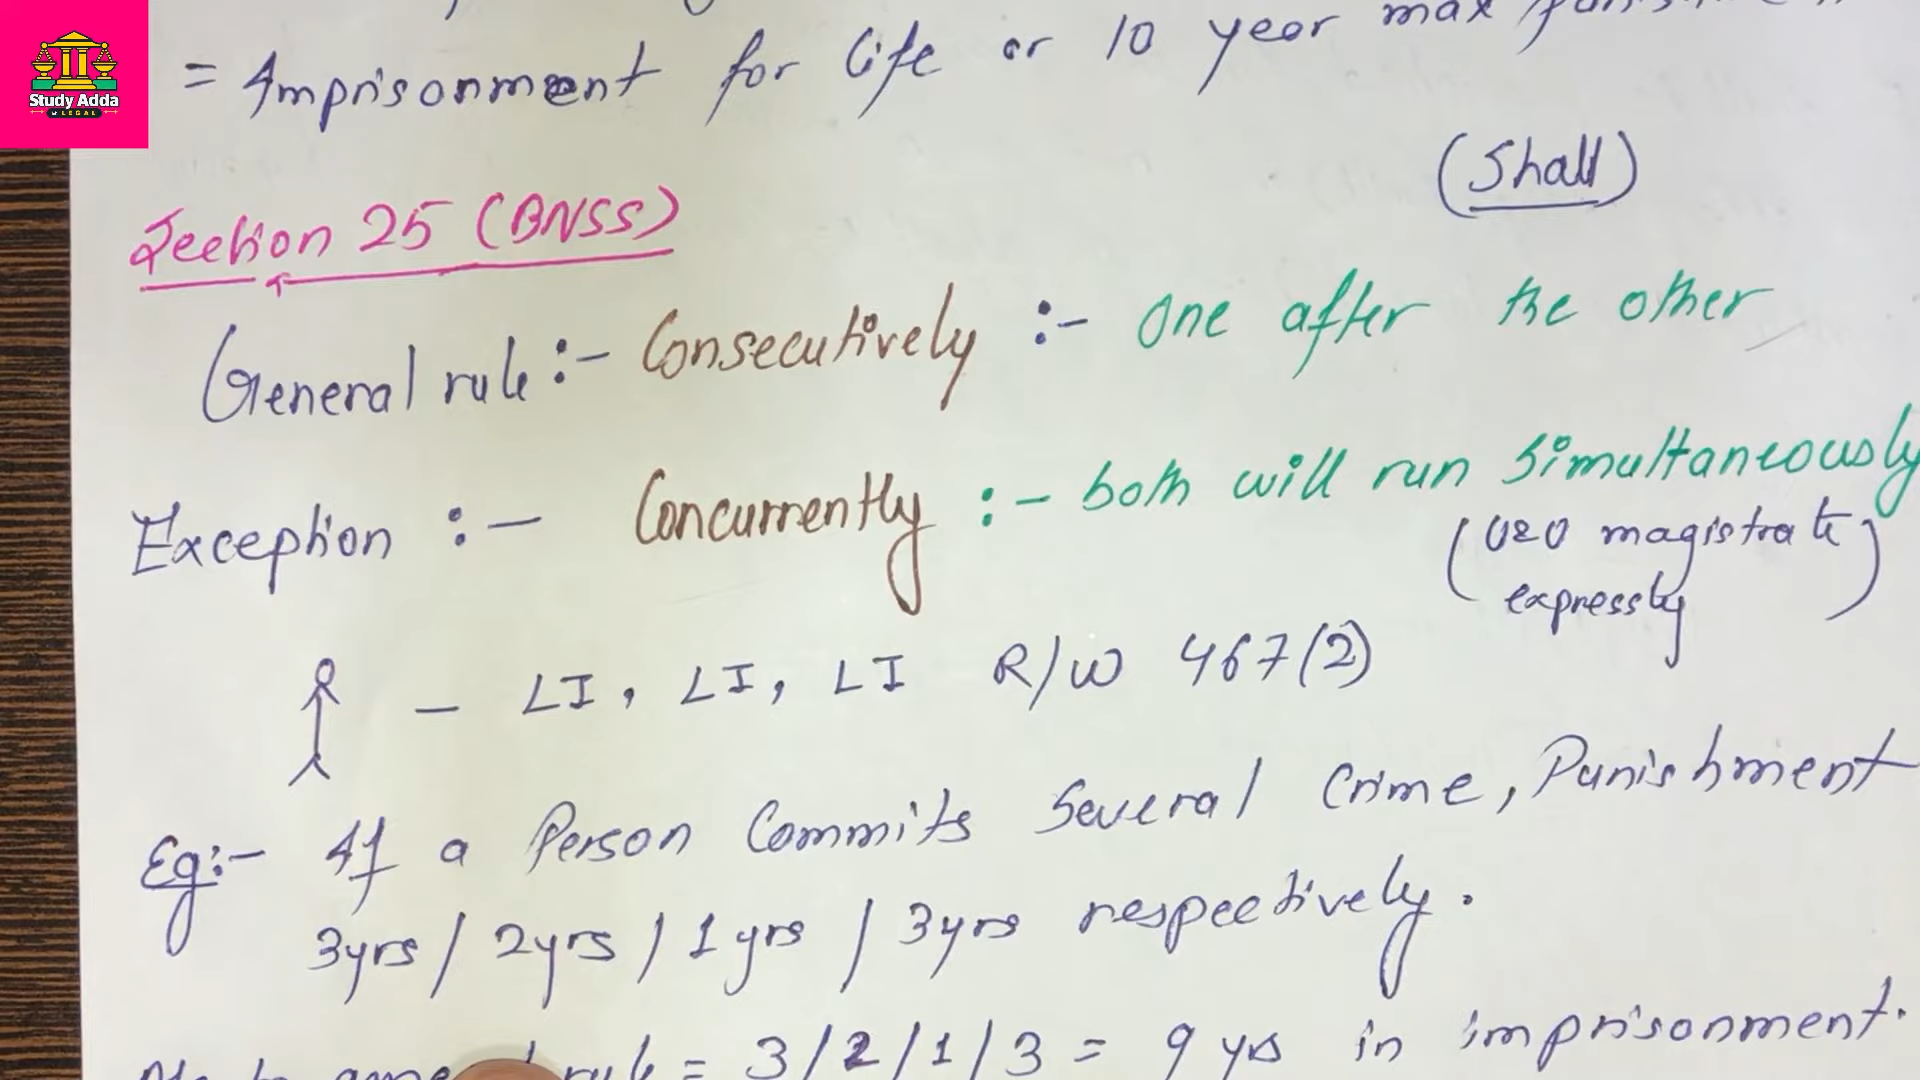 = Imprisonment for life or 10 year max
Study Adda
LEGAL
(Shall)
Section 25 (BNSS)
General rule :- Consecutively :- One after the other
Exception :- Concurrently :- both will run Simultaneously
(magistrate
expressly)
- LI, LI, LI R/W 467(2)
Eg:- If a Person Commits Several Crime, Punishment
3yrs / 2yrs / 1yrs / 3yrs respectively.
rule = 3/2/1/3 = 9 yrs in imprisonment.